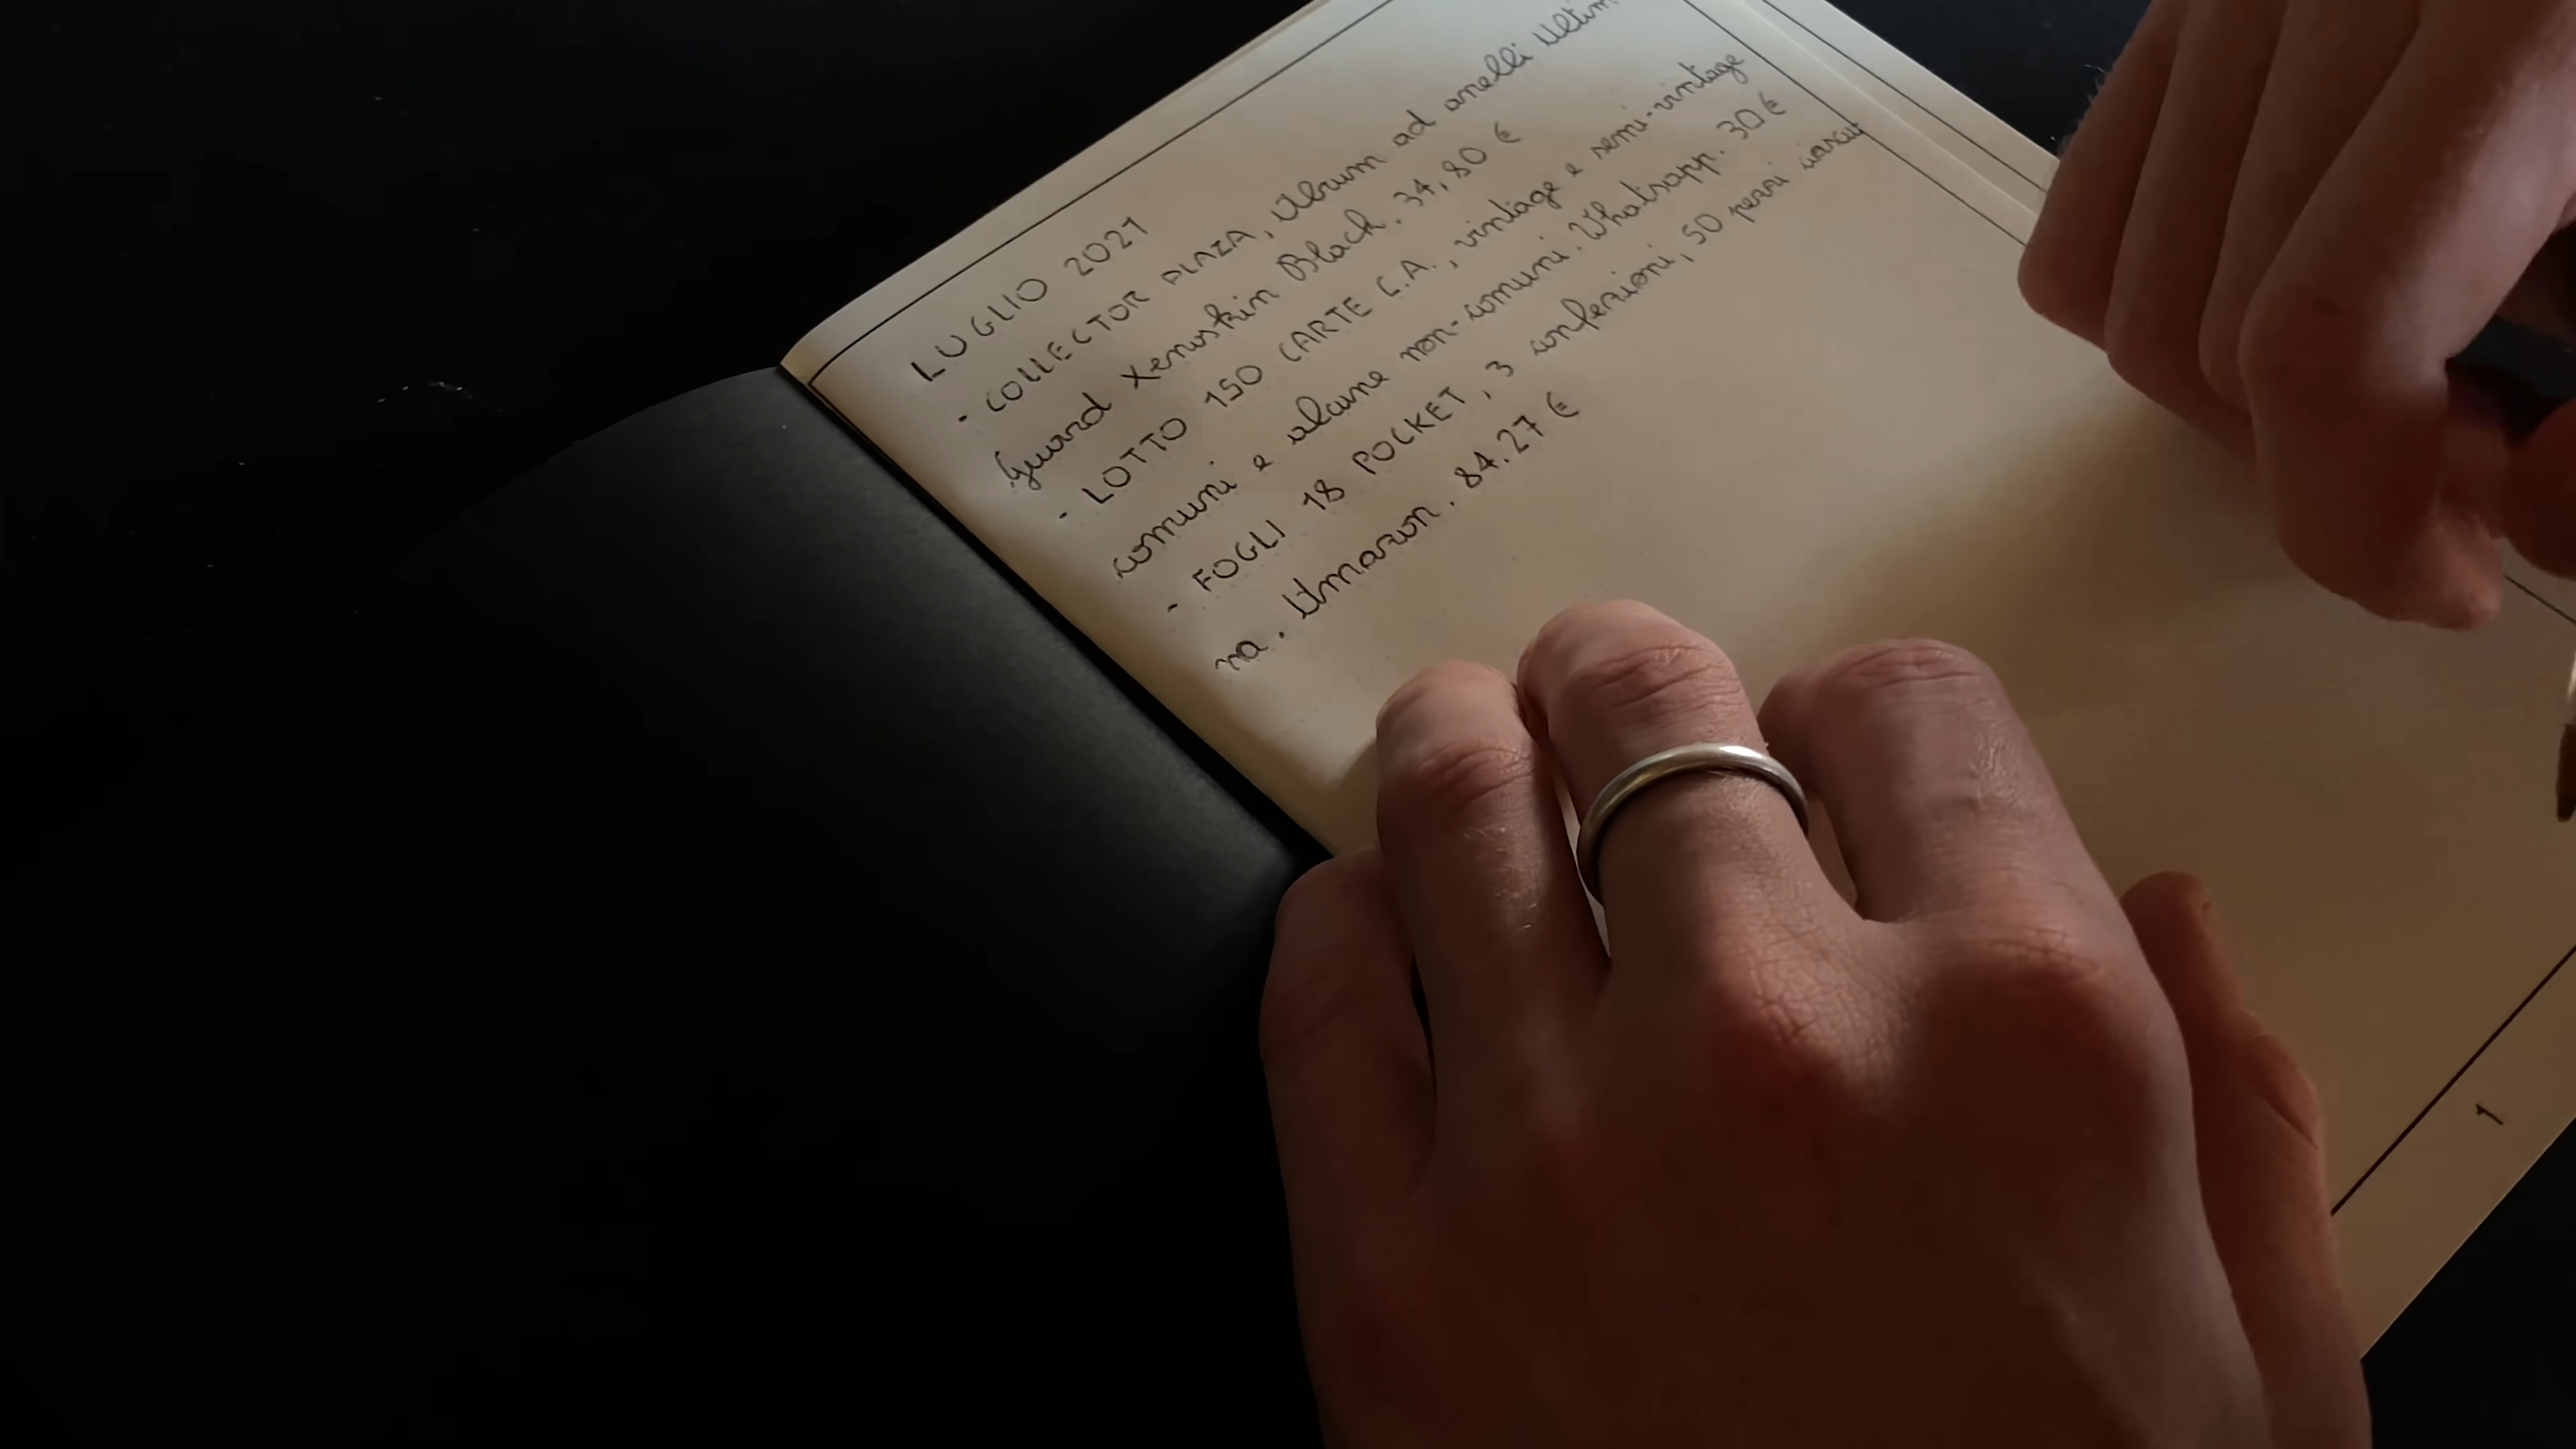 LUGLIO 2021
- COLLECTOR PLAZA, Album ad anelli Ultim
Guard Xenoskin Black. 34,80 €
- LOTTO 150 CARTE C.A., vintage e semi-vintage
comuni e alcune non-comuni. Whatsapp. 30 €
- FOGLI 18 POCKET, 3 confezioni, 50 pezzi ciascu
na. Amazon. 84.27 €
1